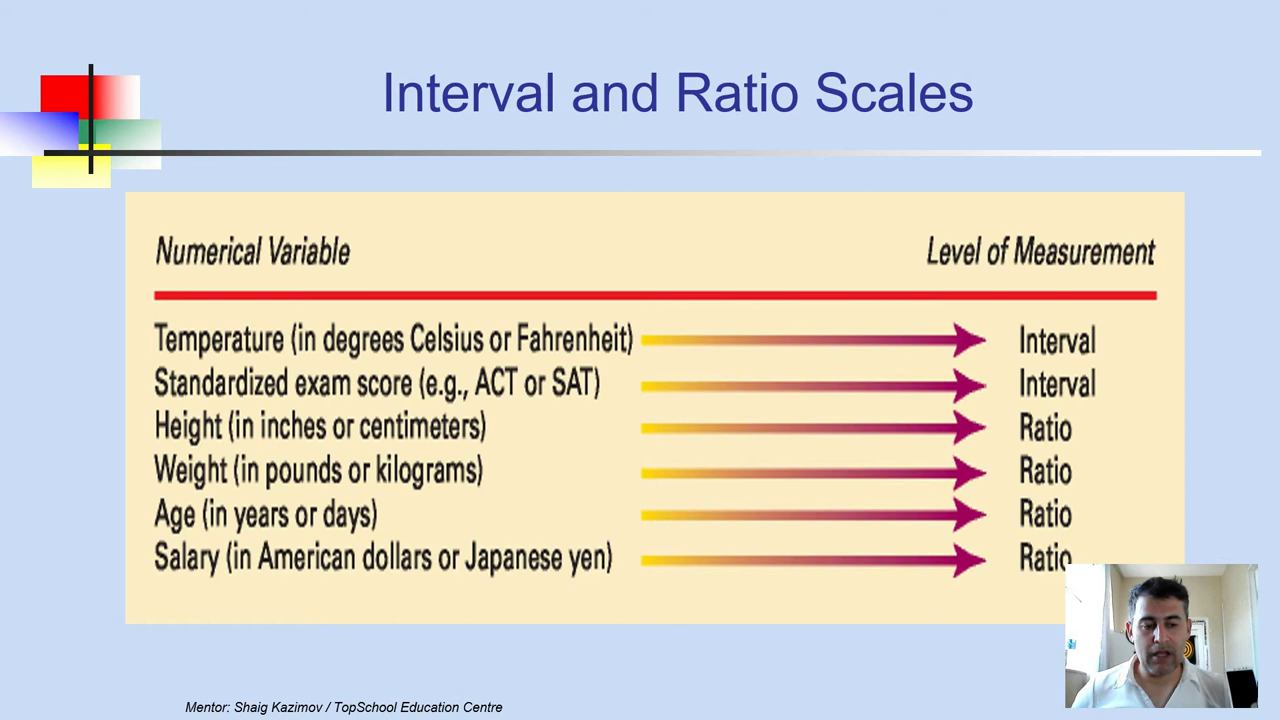 Interval and Ratio Scales
Numerical Variable Level of Measurement
Temperature (in degrees Celsius or Fahrenheit) Interval
Standardized exam score (e.g., ACT or SAT) Interval
Height (in inches or centimeters) Ratio
Weight (in pounds or kilograms) Ratio
Age (in years or days) Ratio
Salary (in American dollars or Japanese yen) Ratio
Mentor: Shaig Kazimov / TopSchool Education Centre